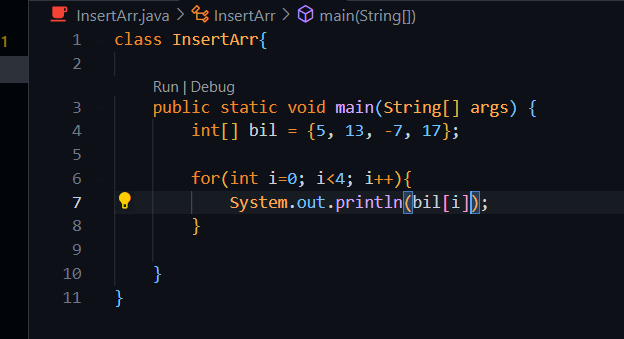 InsertArr.java > InsertArr > main(String[])
1
1 class InsertArr{
2
Run | Debug
3 public static void main(String[] args) {
4 int[] bil = {5, 13, -7, 17};
5
6 for(int i=0; i<4; i++){
7 System.out.println(bil[i]);
8 }
9
10 }
11 }